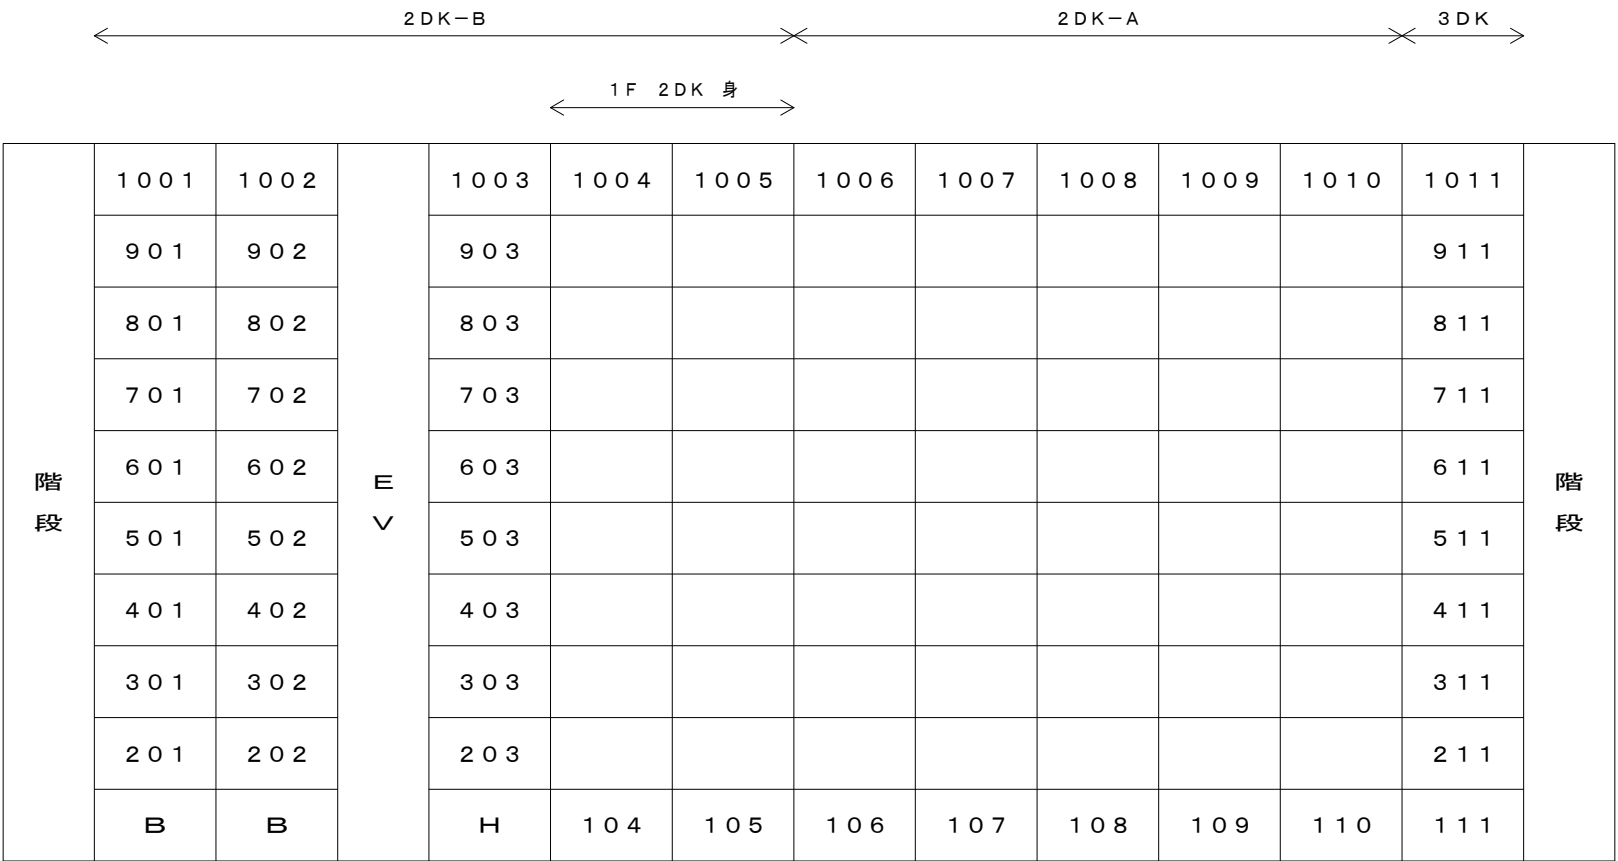 ２ＤＫ－Ｂ ２ＤＫ－Ａ ３ＤＫ
１Ｆ　２ＤＫ　身
１００１ １００２ １００３ １００４ １００５ １００６ １００７ １００８ １００９ １０１０ １０１１
９０１ ９０２ ９０３ ９１１
８０１ ８０２ ８０３ ８１１
７０１ ７０２ ７０３ ７１１
６０１ ６０２ ６０３ ６１１
階段 ＥＶ 階段
５０１ ５０２ ５０３ ５１１
４０１ ４０２ ４０３ ４１１
３０１ ３０２ ３０３ ３１１
２０１ ２０２ ２０３ ２１１
Ｂ Ｂ Ｈ １０４ １０５ １０６ １０７ １０８ １０９ １１０ １１１